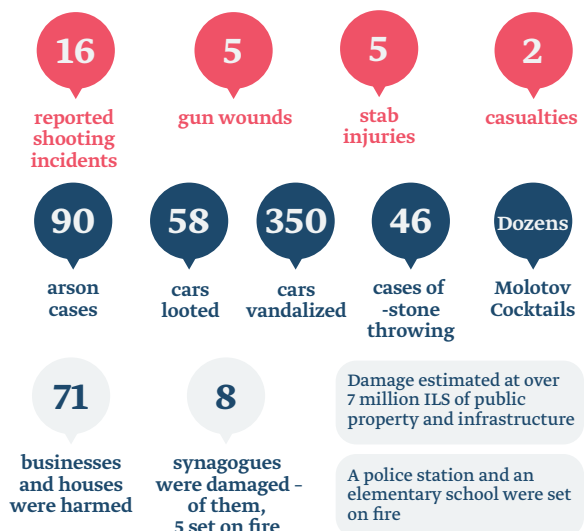 16
reported
shooting
incidents
5
gun wounds
5
stab
injuries
2
casualties
90
arson
cases
58
cars
looted
350
cars
vandalized
46
cases of
-stone
throwing
Dozens
Molotov
Cocktails
71
businesses
and houses
were harmed
8
synagogues
were damaged –
of them,
5 set on fire
Damage estimated at over
7 million ILS of public
property and infrastructure
A police station and an
elementary school were set
on fire